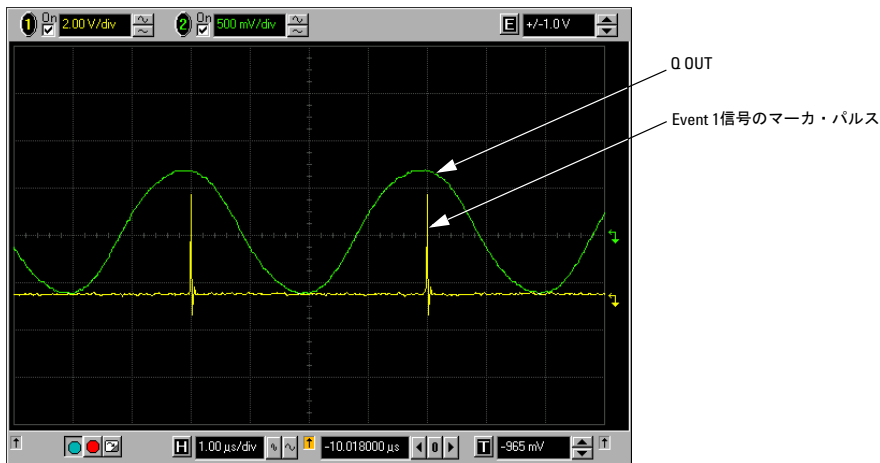 1 On 2.00 V/div 2 On 500 mV/div E +/-1.0 V
Q OUT
Event 1信号のマーカ・パルス
H 1.00 µs/div -10.018000 µs 0 T -965 mV